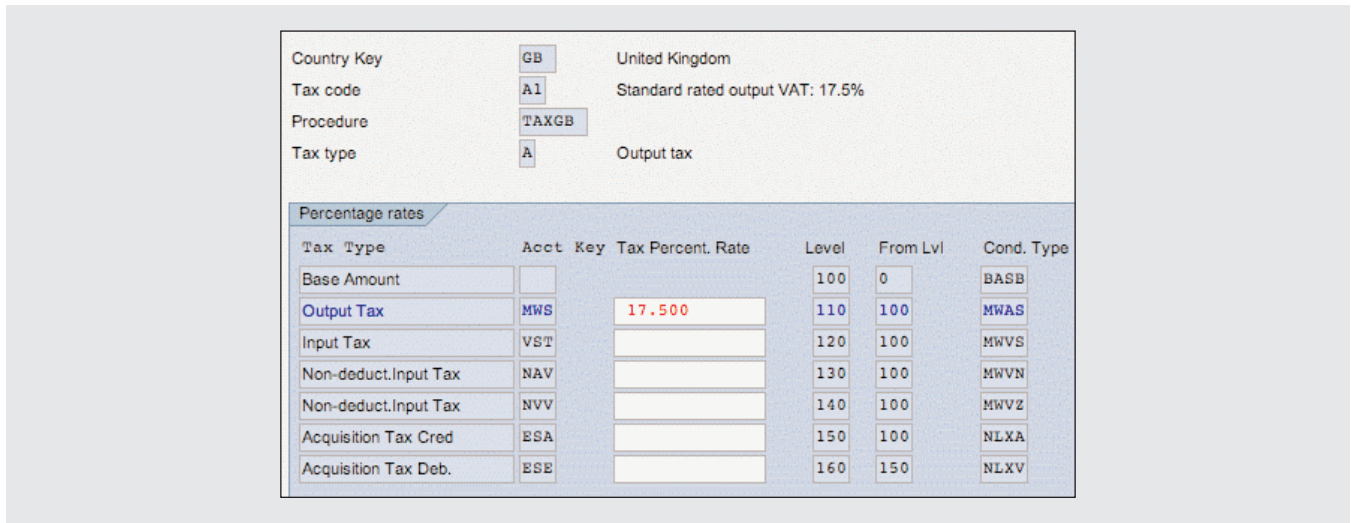 Country Key GB United Kingdom
Tax code A1 Standard rated output VAT: 17.5%
Procedure TAXGB
Tax type A Output tax
Percentage rates
Tax Type Acct Key Tax Percent. Rate Level From Lvl Cond. Type
Base Amount 100 0 BASB
Output Tax MWS 17.500 110 100 MWAS
Input Tax VST 120 100 MWVS
Non-deduct.Input Tax NAV 130 100 MWVN
Non-deduct.Input Tax NVV 140 100 MWVZ
Acquisition Tax Cred ESA 150 100 NLXA
Acquisition Tax Deb. ESE 160 150 NLXV